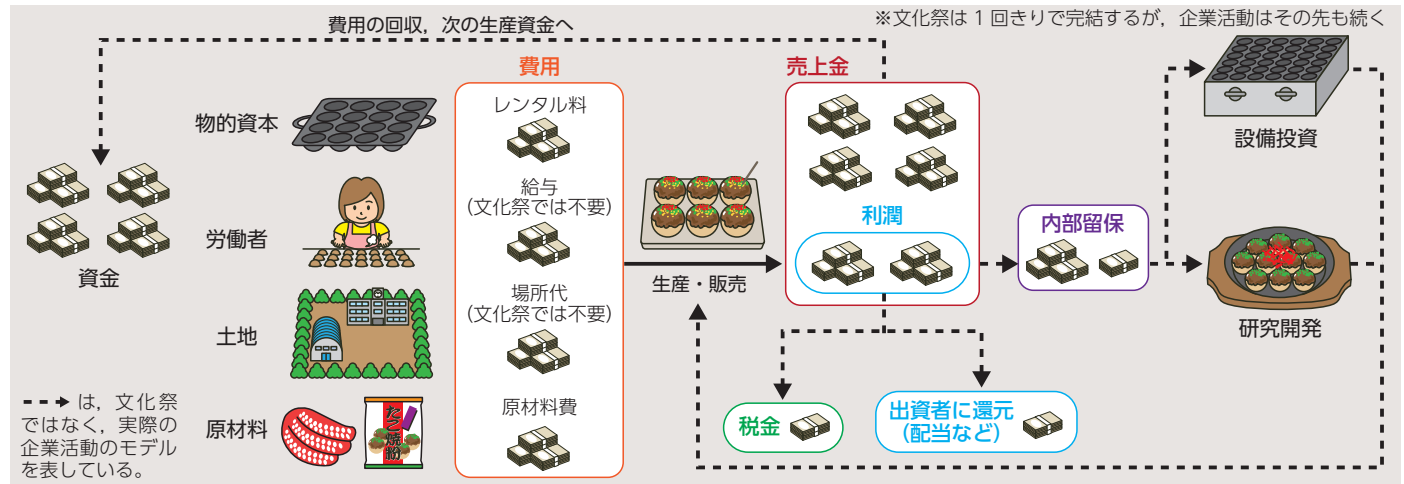 費用の回収，次の生産資金へ
※文化祭は 1 回きりで完結するが，企業活動はその先も続く
資金
物的資本
労働者
土地
原材料
たこ焼粉
費用
レンタル料
給与
（文化祭では不要）
場所代
（文化祭では不要）
原材料費
生産・販売
売上金
利潤
内部留保
設備投資
研究開発
税金
出資者に還元
（配当など）
は，文化祭
ではなく，実際の
企業活動のモデル
を表している。